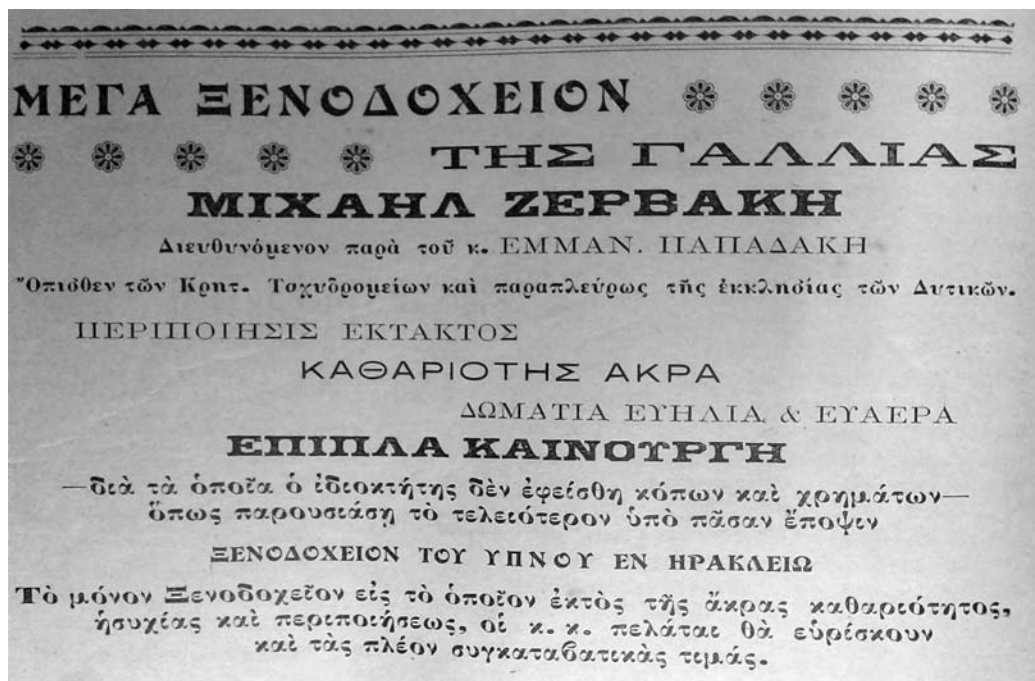 ΜΕΓΑ ΞΕΝΟΔΟΧΕΙΟΝ
ΤΗΣ ΓΑΛΛΙΑΣ
ΜΙΧΑΗΛ ΖΕΡΒΑΚΗ
Διευθυνόμενον παρὰ τοῦ κ. ΕΜΜΑΝ. ΠΑΠΑΔΑΚΗ
Ὄπισθεν τῶν Κρητ. Ταχυδρομείων καὶ παραπλεύρως τῆς ἐκκλησίας τῶν Δυτικῶν.
ΠΕΡΙΠΟΙΗΣΙΣ ΕΚΤΑΚΤΟΣ
ΚΑΘΑΡΙΟΤΗΣ ΑΚΡΑ
ΔΩΜΑΤΙΑ ΕΥΗΛΙΑ & ΕΥΑΕΡΑ
ΕΠΙΠΛΑ ΚΑΙΝΟΥΡΓΗ
—διὰ τὰ ὁποῖα ὁ ἰδιοκτήτης δὲν ἐφείσθη κόπων καὶ χρημάτων—
ὅπως παρουσιάσῃ τὸ τελειότερον ὑπὸ πᾶσαν ἔποψιν
ΞΕΝΟΔΟΧΕΙΟΝ ΤΟΥ ΥΠΝΟΥ ΕΝ ΗΡΑΚΛΕΙΩ
Τὸ μόνον Ξενοδοχεῖον εἰς τὸ ὁποῖον ἐκτὸς τῆς ἄκρας καθαριότητος,
ἡσυχίας καὶ περιποιήσεως, οἱ κ. κ. πελάται θὰ εὑρίσκουν
καὶ τὰς πλέον συγκαταβατικὰς τιμάς.